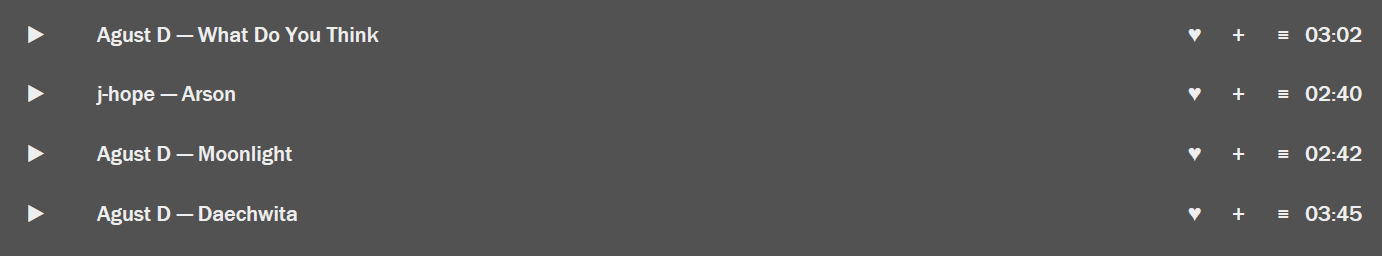 ▶ Agust D — What Do You Think ♥ + ≡ 03:02
▶ j-hope — Arson ♥ + ≡ 02:40
▶ Agust D — Moonlight ♥ + ≡ 02:42
▶ Agust D — Daechwita ♥ + ≡ 03:45